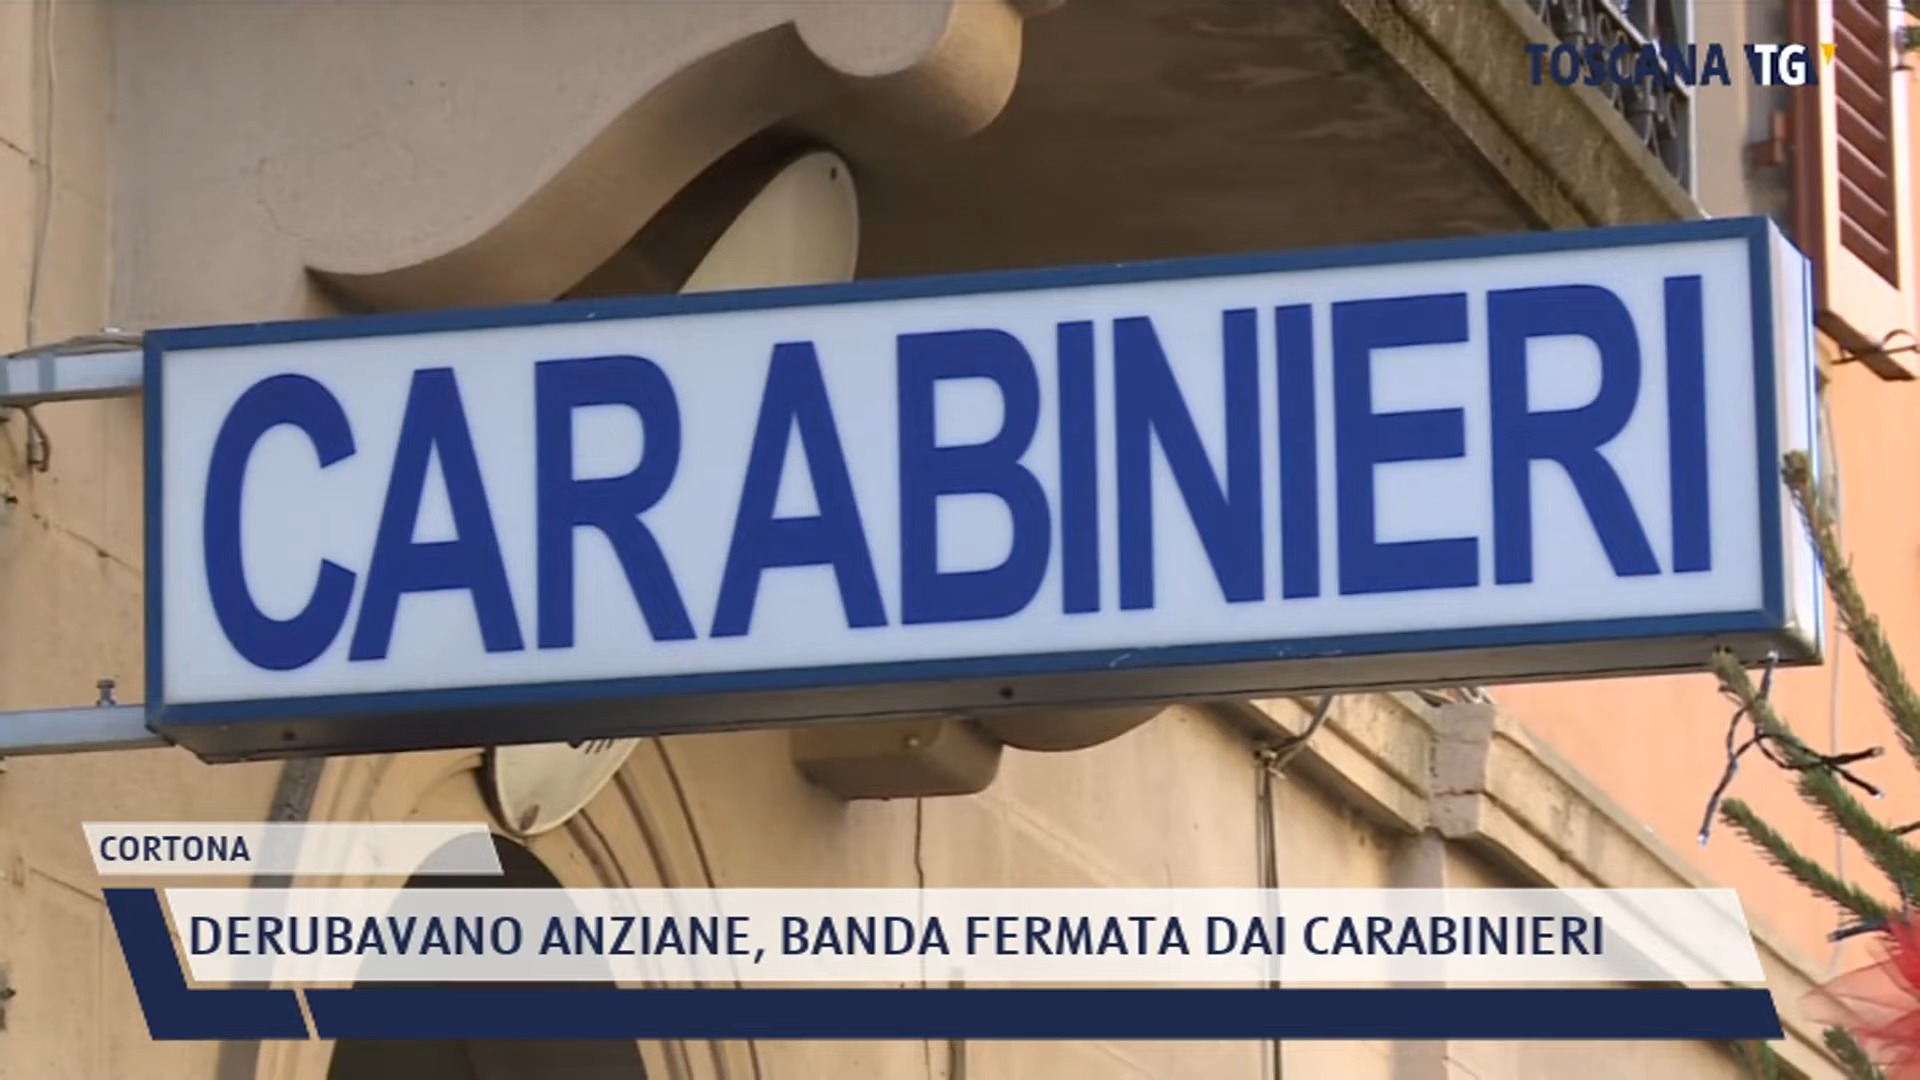 TOSCANA TG
CARABINIERI
CORTONA
DERUBAVANO ANZIANE, BANDA FERMATA DAI CARABINIERI